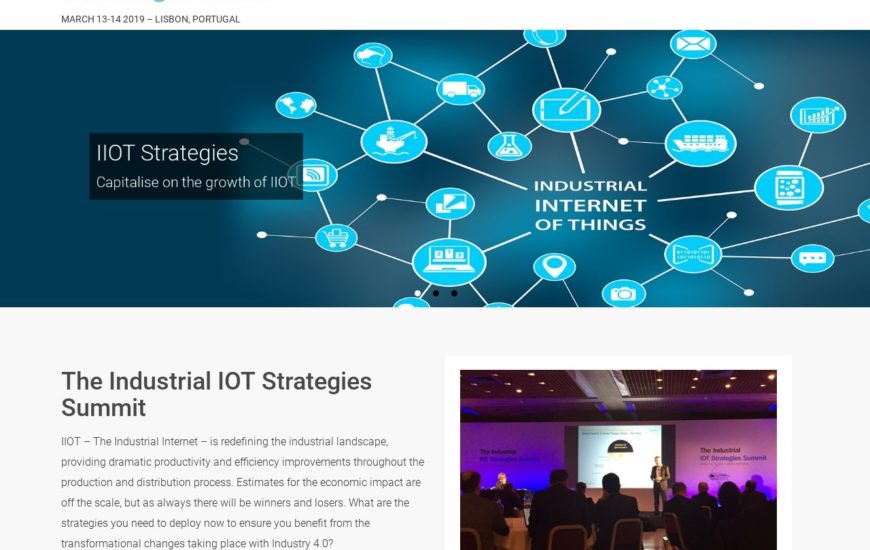 MARCH 13-14 2019 – LISBON, PORTUGAL
IIOT Strategies
Capitalise on the growth of IIOT
INDUSTRIAL
INTERNET
OF THINGS
The Industrial IOT Strategies
Summit
IIOT – The Industrial Internet – is redefining the industrial landscape,
providing dramatic productivity and efficiency improvements throughout the
production and distribution process. Estimates for the economic impact are
off the scale, but as always there will be winners and losers. What are the
strategies you need to deploy now to ensure you benefit from the
transformational changes taking place with Industry 4.0?
The Industrial
IOT Strategies Summit
The Industrial
IOT Strategies Summit